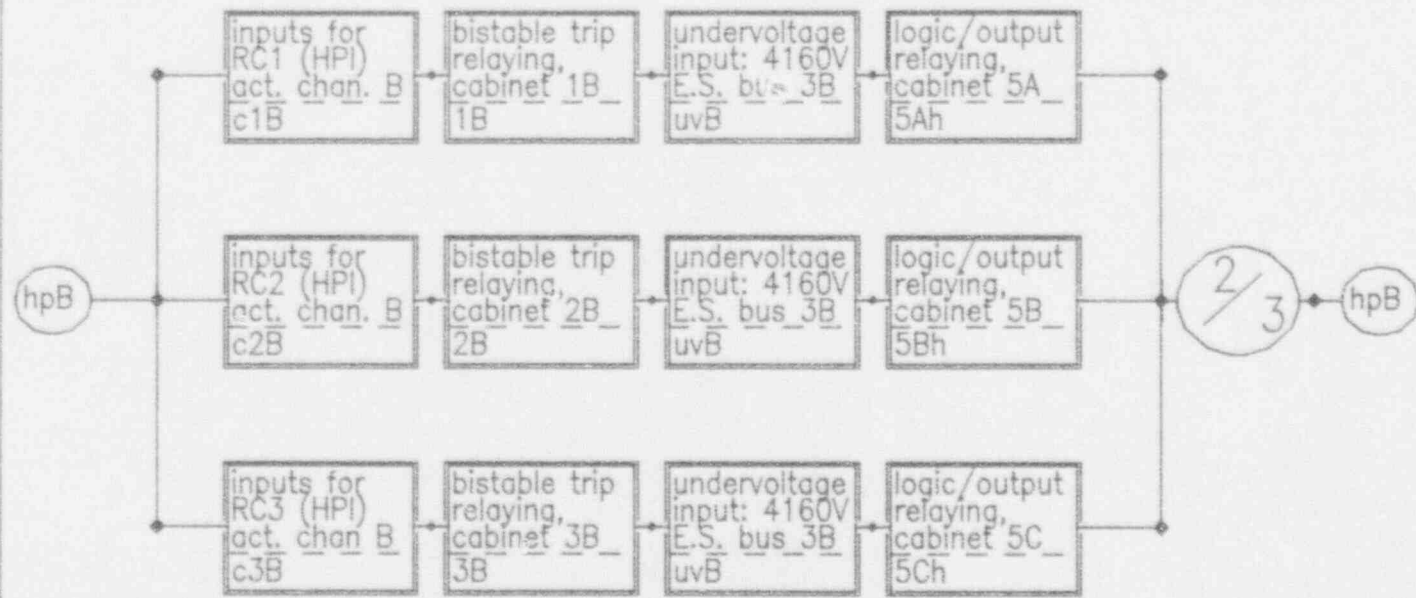 inputs for
RC1 (HPI)
act. chan. B
c1B
bistable trip
relaying,
cabinet 1B
1B
undervoltage
input: 4160V
E.S. bus 3B
uvB
logic/output
relaying,
cabinet 5A
5Ah
hpB
inputs for
RC2 (HPI)
act. chan. B
c2B
bistable trip
relaying,
cabinet 2B
2B
undervoltage
input: 4160V
E.S. bus 3B
uvB
logic/output
relaying,
cabinet 5B
5Bh
2/3
hpB
inputs for
RC3 (HPI)
act. chan B
c3B
bistable trip
relaying,
cabinet 3B
3B
undervoltage
input: 4160V
E.S. bus 3B
uvB
logic/output
relaying,
cabinet 5C
5Ch